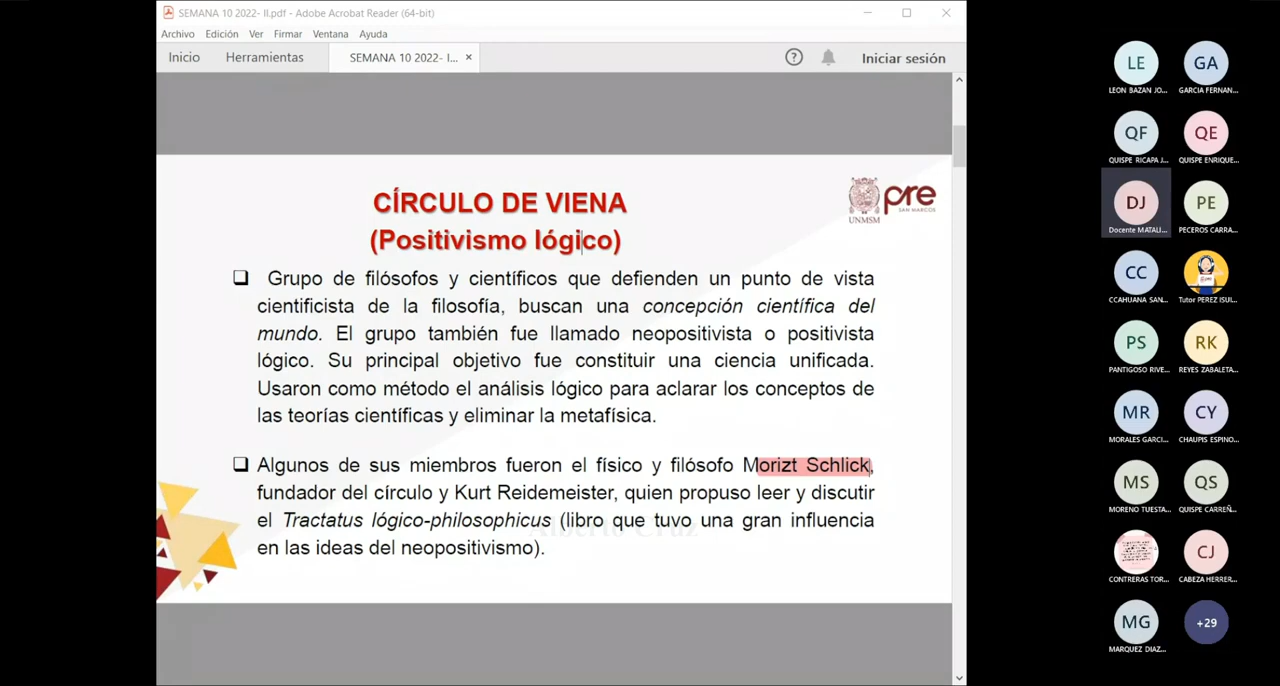 SEMANA 10 2022- II.pdf - Adobe Acrobat Reader (64-bit)
Archivo Edición Ver Firmar Ventana Ayuda
Inicio Herramientas SEMANA 10 2022- I... × Iniciar sesión
CÍRCULO DE VIENA
(Positivismo lógico)
UNMSM
pre
SAN MARCOS
Grupo de filósofos y científicos que defienden un punto de vista
cientificista de la filosofía, buscan una concepción científica del
mundo. El grupo también fue llamado neopositivista o positivista
lógico. Su principal objetivo fue constituir una ciencia unificada.
Usaron como método el análisis lógico para aclarar los conceptos de
las teorías científicas y eliminar la metafísica.
Algunos de sus miembros fueron el físico y filósofo Morizt Schlick,
fundador del círculo y Kurt Reidemeister, quien propuso leer y discutir
el Tractatus lógico-philosophicus (libro que tuvo una gran influencia
en las ideas del neopositivismo).
Alberto Cruz
LE GA
LEON BAZAN JO... GARCIA FERNAN...
QF QE
QUISPE RICAPA J... QUISPE ENRIQUE...
DJ PE
Docente MATALI... PECEROS CARRA...
CC
CCAHUANA SAN... Tutor PEREZ ISUI...
PS RK
PANTIGOSO RIVE... REYES ZABALETA...
MR CY
MORALES GARCI... CHAUPIS ESPINO...
MS QS
MORENO TUESTA... QUISPE CARREÑ...
CJ
CONTRERAS TOR... CABEZA HERRER...
MG +29
MARQUEZ DIAZ...